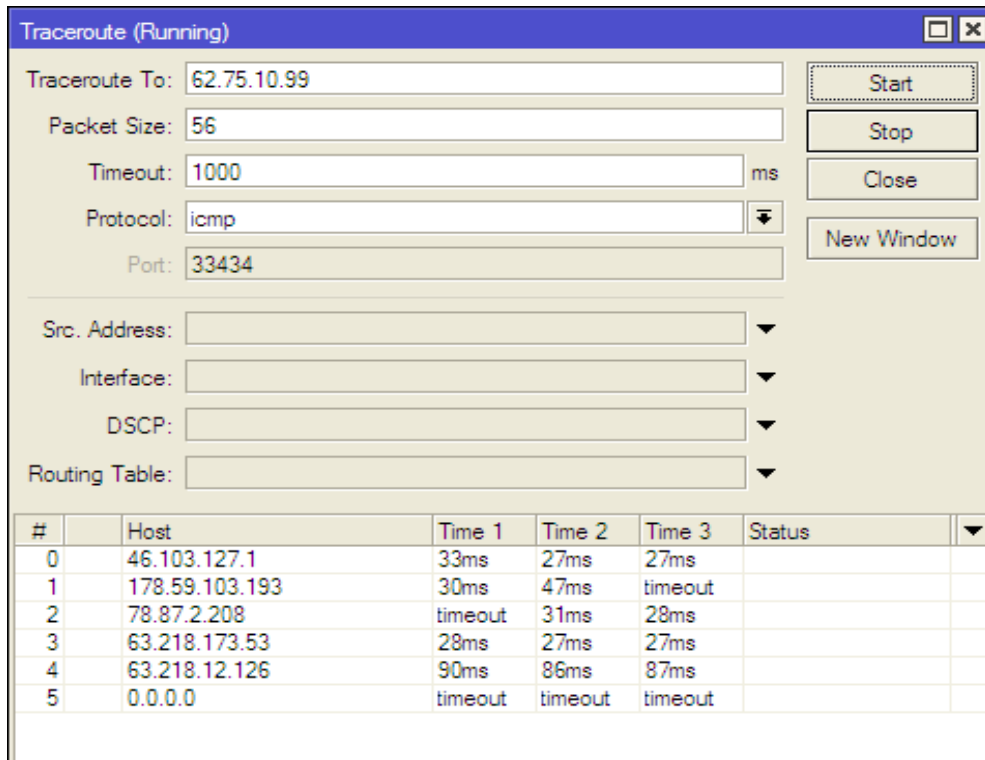 Traceroute (Running)
Traceroute To: 62.75.10.99 Start
Packet Size: 56 Stop
Timeout: 1000 ms Close
Protocol: icmp
New Window
Port: 33434
Src. Address:
Interface:
DSCP:
Routing Table:
# Host Time 1 Time 2 Time 3 Status
0 46.103.127.1 33ms 27ms 27ms
1 178.59.103.193 30ms 47ms timeout
2 78.87.2.208 timeout 31ms 28ms
3 63.218.173.53 28ms 27ms 27ms
4 63.218.12.126 90ms 86ms 87ms
5 0.0.0.0 timeout timeout timeout